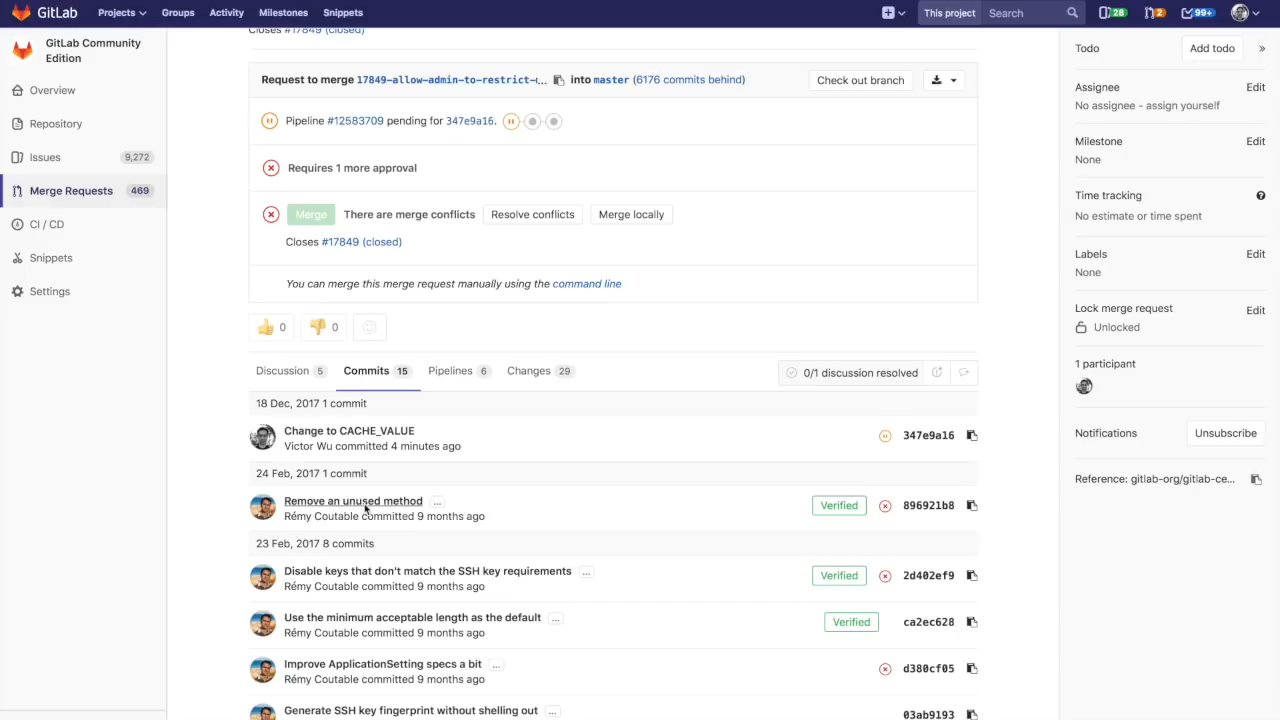 GitLab Projects Groups Activity Milestones Snippets This project Search 28 2 99+
GitLab Community
Edition
Overview
Repository
Issues 9,272
Merge Requests 469
CI / CD
Snippets
Settings
Closes #17849 (closed)
Request to merge 17849-allow-admin-to-restrict-... into master (6176 commits behind) Check out branch
Pipeline #12583709 pending for 347e9a16.
Requires 1 more approval
Merge There are merge conflicts Resolve conflicts Merge locally
Closes #17849 (closed)
You can merge this merge request manually using the command line
0 0
Discussion 5 Commits 15 Pipelines 6 Changes 29 0/1 discussion resolved
18 Dec, 2017 1 commit
Change to CACHE_VALUE
Victor Wu committed 4 minutes ago
347e9a16
24 Feb, 2017 1 commit
Remove an unused method ...
Rémy Coutable committed 9 months ago
Verified 896921b8
23 Feb, 2017 8 commits
Disable keys that don't match the SSH key requirements ...
Rémy Coutable committed 9 months ago
Verified 2d402ef9
Use the minimum acceptable length as the default ...
Rémy Coutable committed 9 months ago
Verified ca2ec628
Improve ApplicationSetting specs a bit ...
Rémy Coutable committed 9 months ago
d380cf05
Generate SSH key fingerprint without shelling out ...
03ab9193
Todo Add todo »
Assignee Edit
No assignee - assign yourself
Milestone Edit
None
Time tracking
No estimate or time spent
Labels Edit
None
Lock merge request Edit
Unlocked
1 participant
Notifications Unsubscribe
Reference: gitlab-org/gitlab-ce...